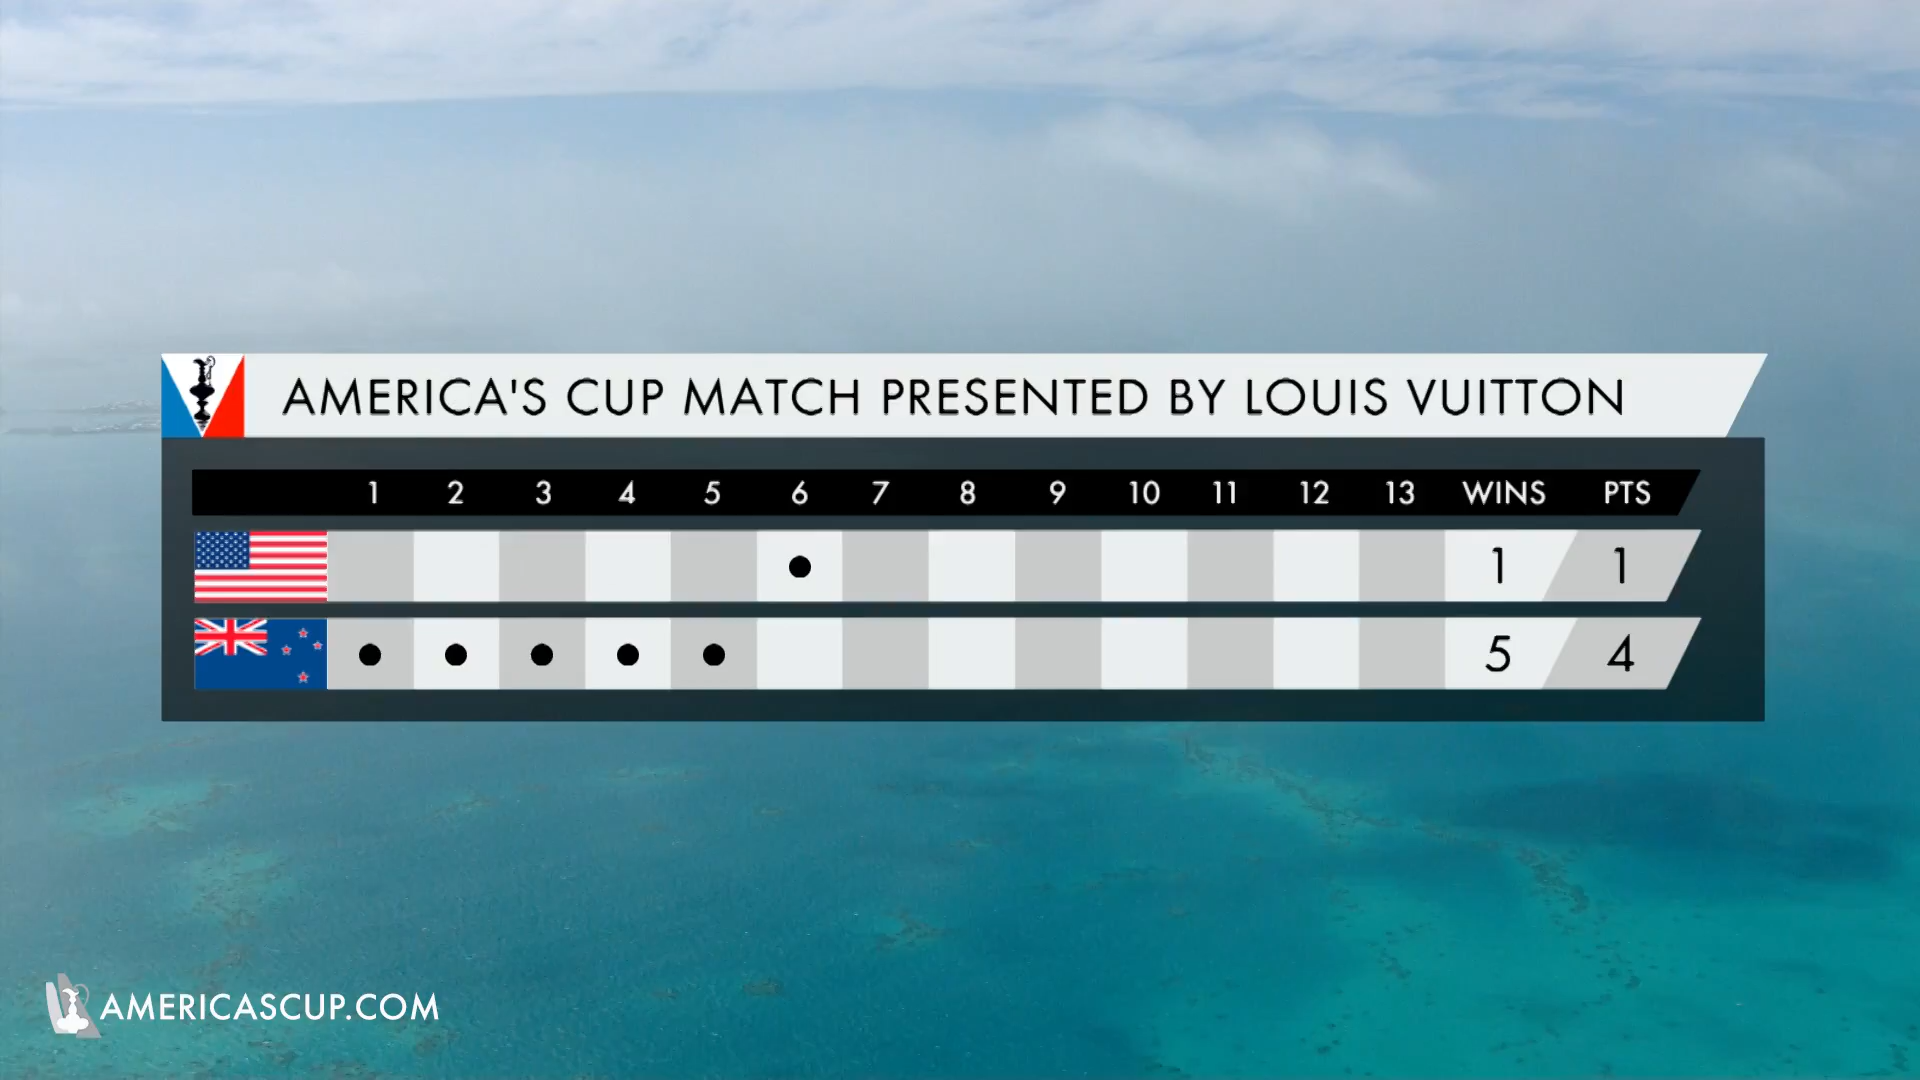 AMERICA'S CUP MATCH PRESENTED BY LOUIS VUITTON
1 2 3 4 5 6 7 8 9 10 11 12 13 WINS PTS
1 1
5 4
AMERICASCUP.COM